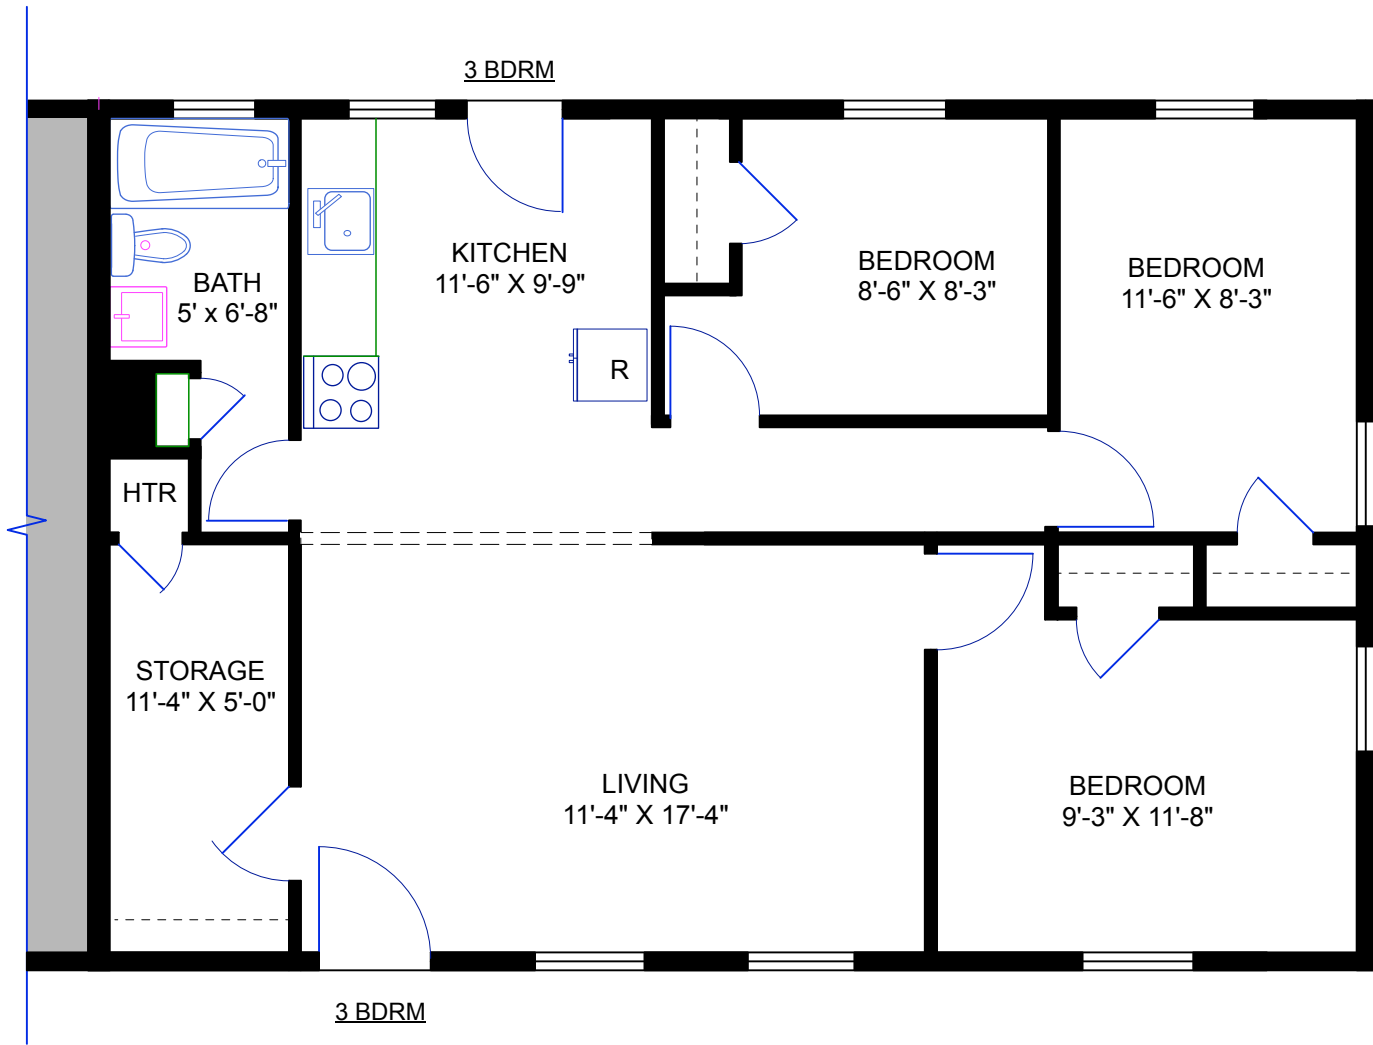 3 BDRM
KITCHEN
11'-6" X 9'-9"
BEDROOM
8'-6" X 8'-3"
BEDROOM
11'-6" X 8'-3"
BATH
5' x 6'-8"
R
HTR
STORAGE
11'-4" X 5'-0"
LIVING
11'-4" X 17'-4"
BEDROOM
9'-3" X 11'-8"
3 BDRM